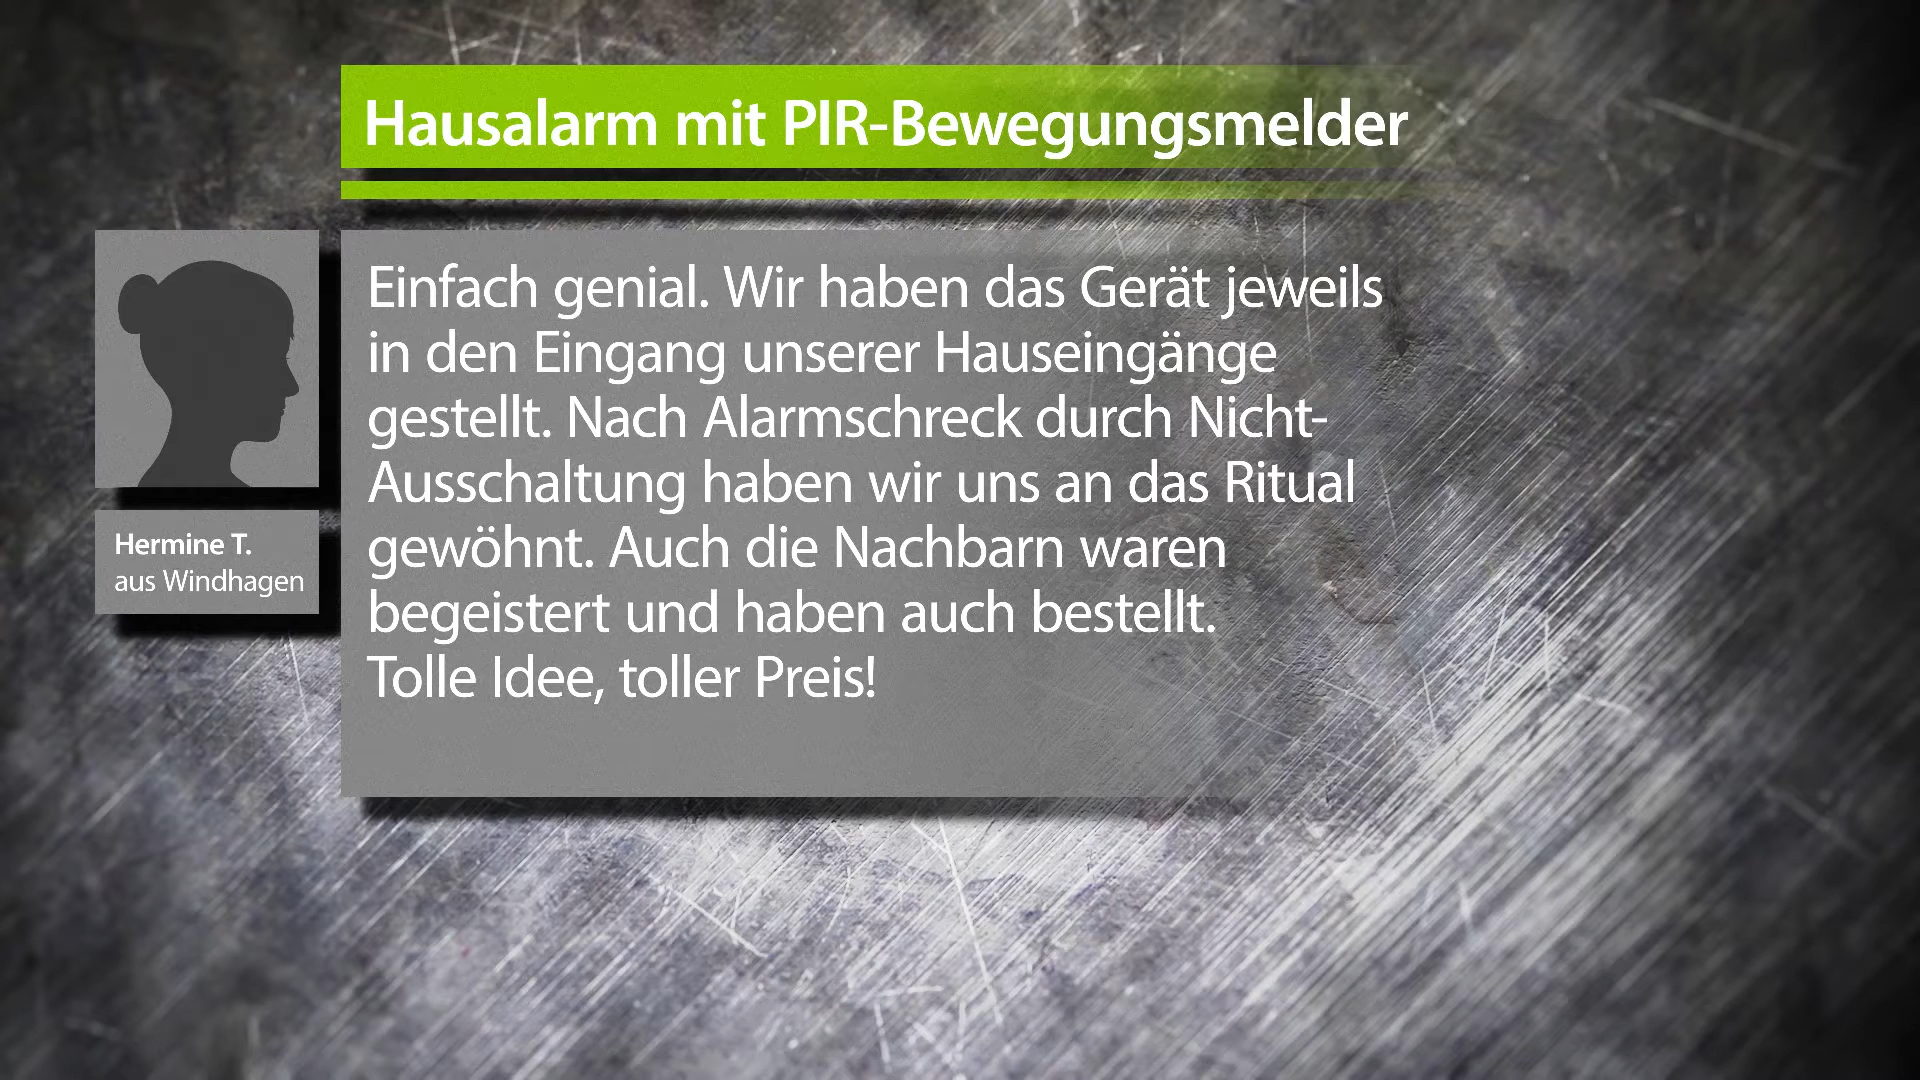 Hausalarm mit PIR-Bewegungsmelder
Einfach genial. Wir haben das Gerät jeweils
in den Eingang unserer Hauseingänge
gestellt. Nach Alarmschreck durch Nicht-
Ausschaltung haben wir uns an das Ritual
gewöhnt. Auch die Nachbarn waren
begeistert und haben auch bestellt.
Tolle Idee, toller Preis!
Hermine T.
aus Windhagen